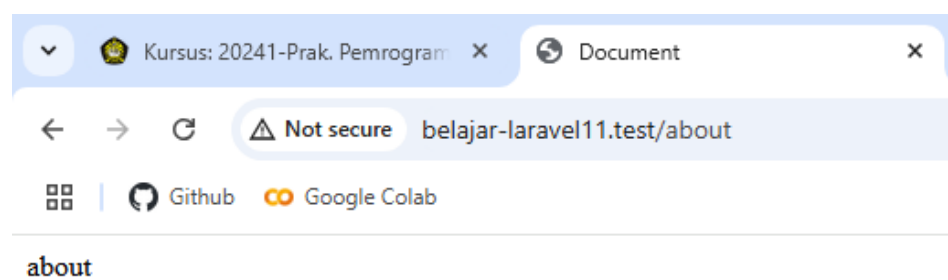 Kursus: 20241-Prak. Pemrogram
Document
Not secure belajar-laravel11.test/about
Github Google Colab
about